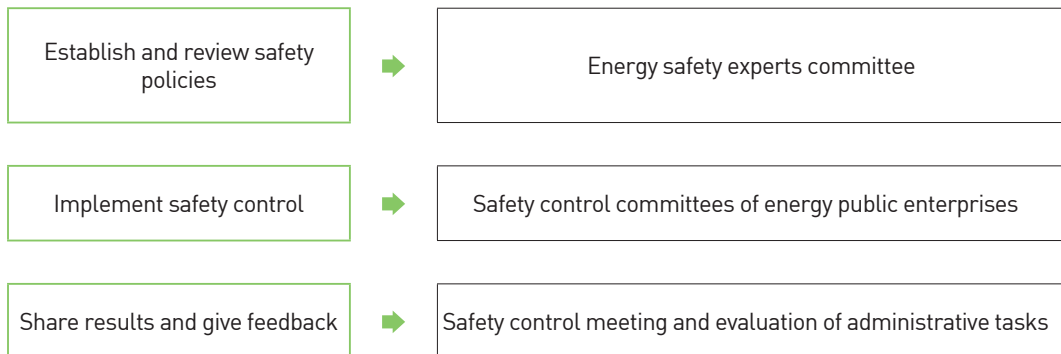 Establish and review safety
policies
Energy safety experts committee
Implement safety control
Safety control committees of energy public enterprises
Share results and give feedback
Safety control meeting and evaluation of administrative tasks